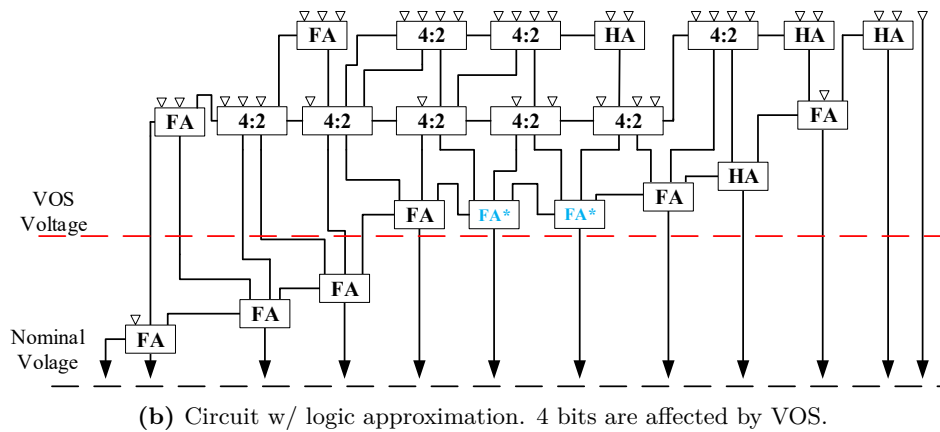 FA 4:2 4:2 HA 4:2 HA HA
FA 4:2 4:2 4:2 4:2 4:2 FA
HA
FA
FA FA* FA*
VOS
Voltage
FA
FA
Nominal
Volage
FA
(b) Circuit w/ logic approximation. 4 bits are affected by VOS.